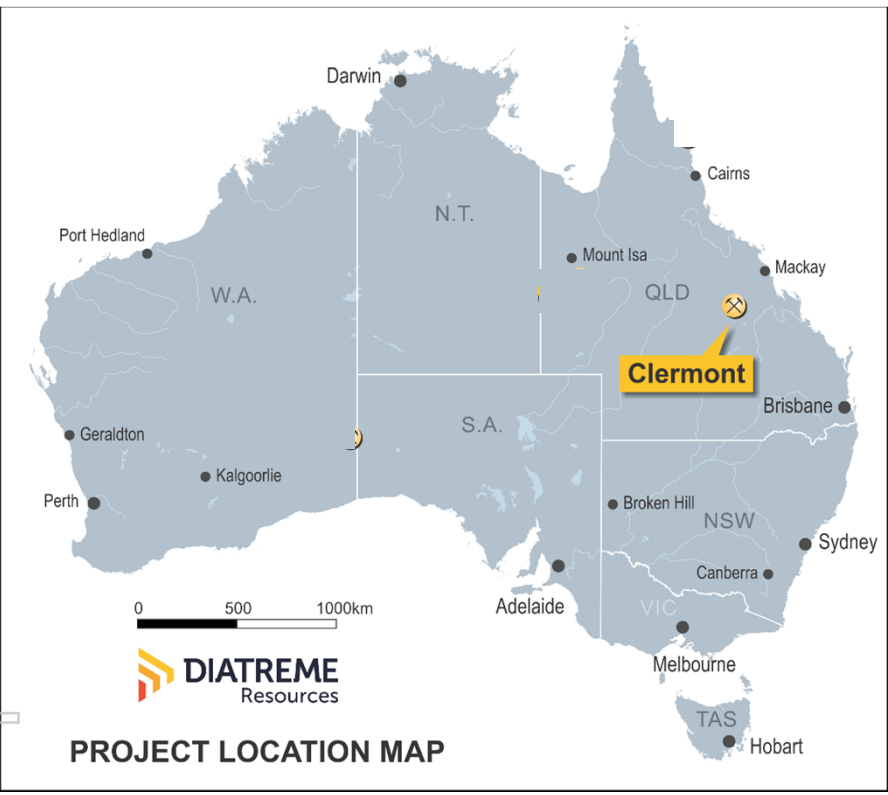 Darwin
Cairns
N.T.
Port Hedland
Mount Isa
Mackay
W.A.
QLD
Clermont
Brisbane
Geraldton
S.A.
Kalgoorlie
Perth
Broken Hill
NSW
Sydney
Canberra
Adelaide
VIC
0 500 1000km
Melbourne
DIATREME
Resources
TAS
Hobart
PROJECT LOCATION MAP